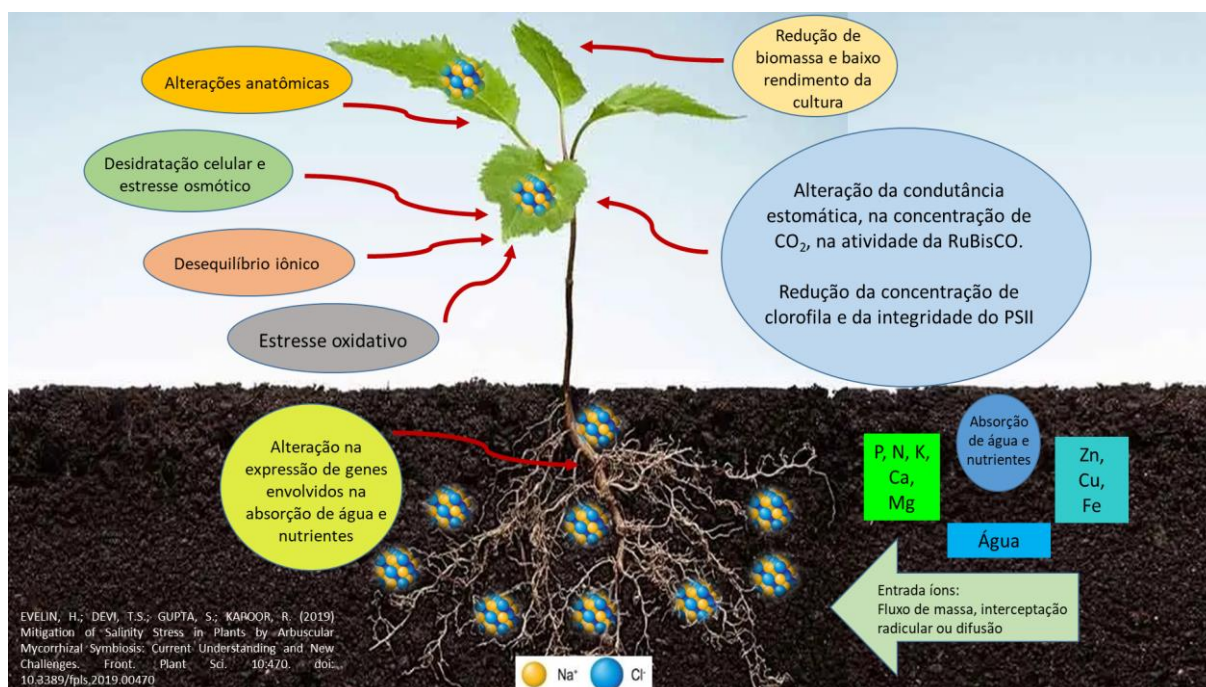 Alterações anatômicas
Redução de
biomassa e baixo
rendimento da
cultura
Desidratação celular e
estresse osmótico
Alteração da condutância
estomática, na concentração de
CO₂, na atividade da RuBisCO.
Redução da concentração de
clorofila e da integridade do PSII
Desequilíbrio iônico
Estresse oxidativo
Alteração na
expressão de genes
envolvidos na
absorção de água e
nutrientes
Absorção
de água e
nutrientes
P, N, K,
Ca,
Mg
Zn,
Cu,
Fe
Água
Entrada íons:
Fluxo de massa, interceptação
radicular ou difusão
EVELIN, H.; DEVI, T.S.; GUPTA, S.; KAPOOR, R. (2019)
Mitigation of Salinity Stress in Plants by Arbuscular
Mycorrhizal Symbiosis: Current Understanding and New
Challenges. Front. Plant Sci. 10:470. doi:
10.3389/fpls.2019.00470
Na⁺ Cl⁻